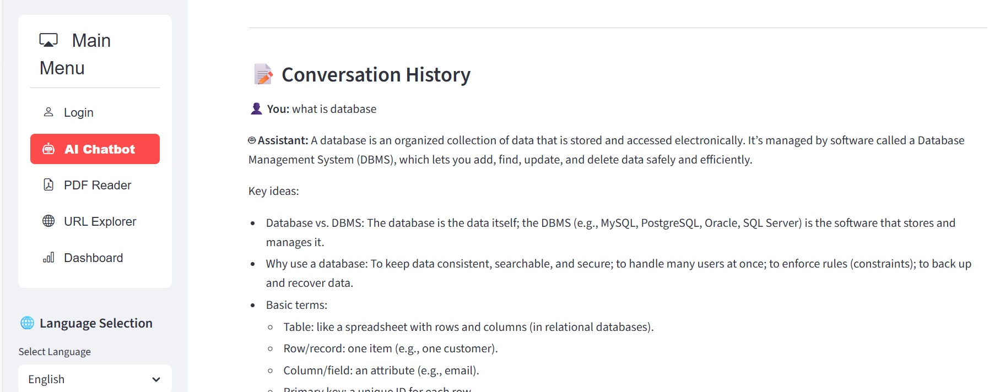 Main
Menu
Login
AI Chatbot
PDF Reader
URL Explorer
Dashboard
Language Selection
Select Language
English
Conversation History
You: what is database
Assistant: A database is an organized collection of data that is stored and accessed electronically. It’s managed by software called a Database
Management System (DBMS), which lets you add, find, update, and delete data safely and efficiently.
Key ideas:
Database vs. DBMS: The database is the data itself; the DBMS (e.g., MySQL, PostgreSQL, Oracle, SQL Server) is the software that stores and
manages it.
Why use a database: To keep data consistent, searchable, and secure; to handle many users at once; to enforce rules (constraints); to back up
and recover data.
Basic terms:
Table: like a spreadsheet with rows and columns (in relational databases).
Row/record: one item (e.g., one customer).
Column/field: an attribute (e.g., email).
Primary key: a unique ID for each row